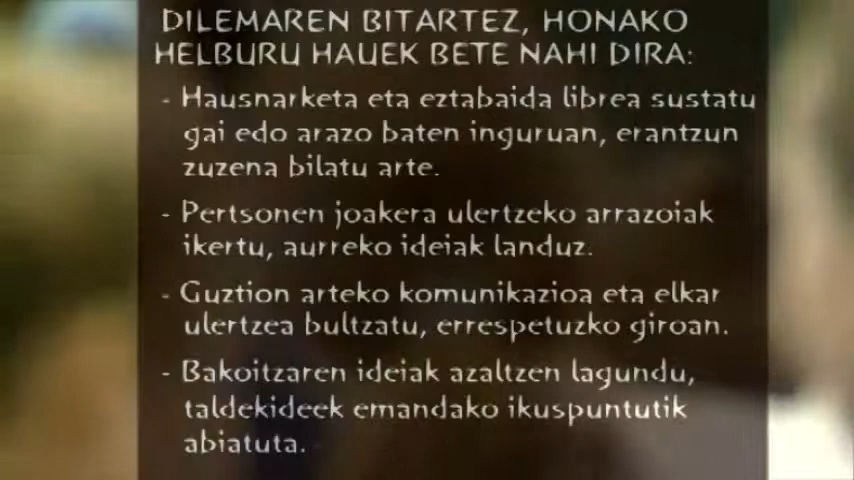 DILEMAREN BITARTEZ, HONAKO
HELBURU HAUEK BETE NAHI DIRA:
- Hausnarketa eta eztabaida librea sustatu
gai edo arazo baten inguruan, erantzun
zuzena bilatu arte.
- Pertsonen joakera ulertzeko arrazoiak
ikertu, aurreko ideiak landuz.
- Guztion arteko komunikazioa eta elkar
ulertzea bultzatu, errespetuzko giroan.
- Bakoitzaren ideiak azaltzen lagundu,
taldekideek emandako ikuspuntutik
abiatuta.